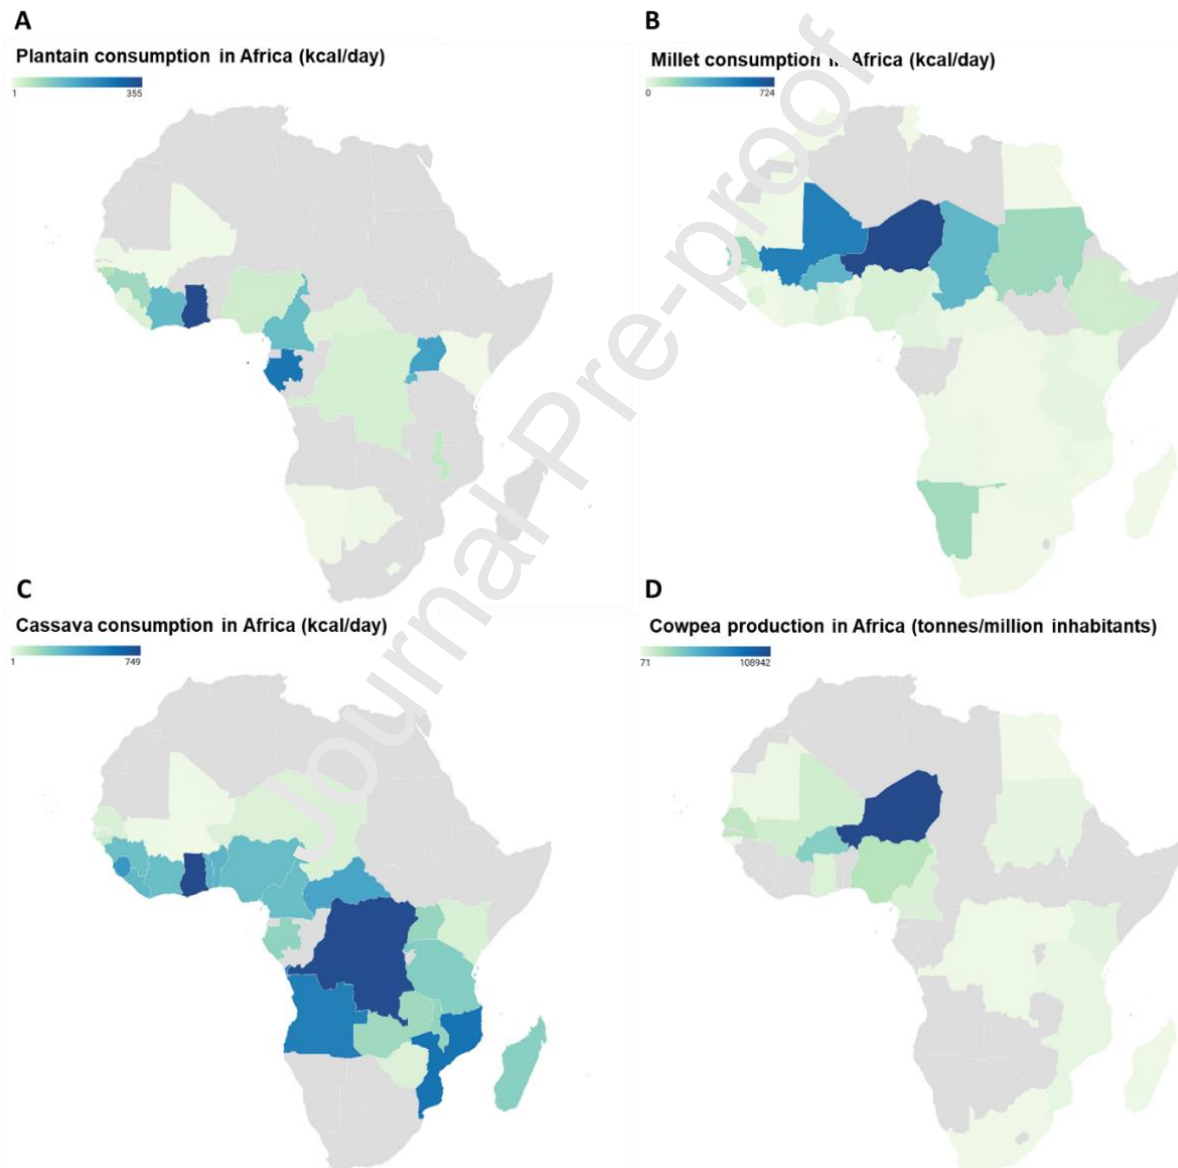 A
B
Plantain consumption in Africa (kcal/day)
1 355
Millet consumption in Africa (kcal/day)
0 724
C
D
Cassava consumption in Africa (kcal/day)
1 749
Cowpea production in Africa (tonnes/million inhabitants)
71 108942
Journal Pre-proof